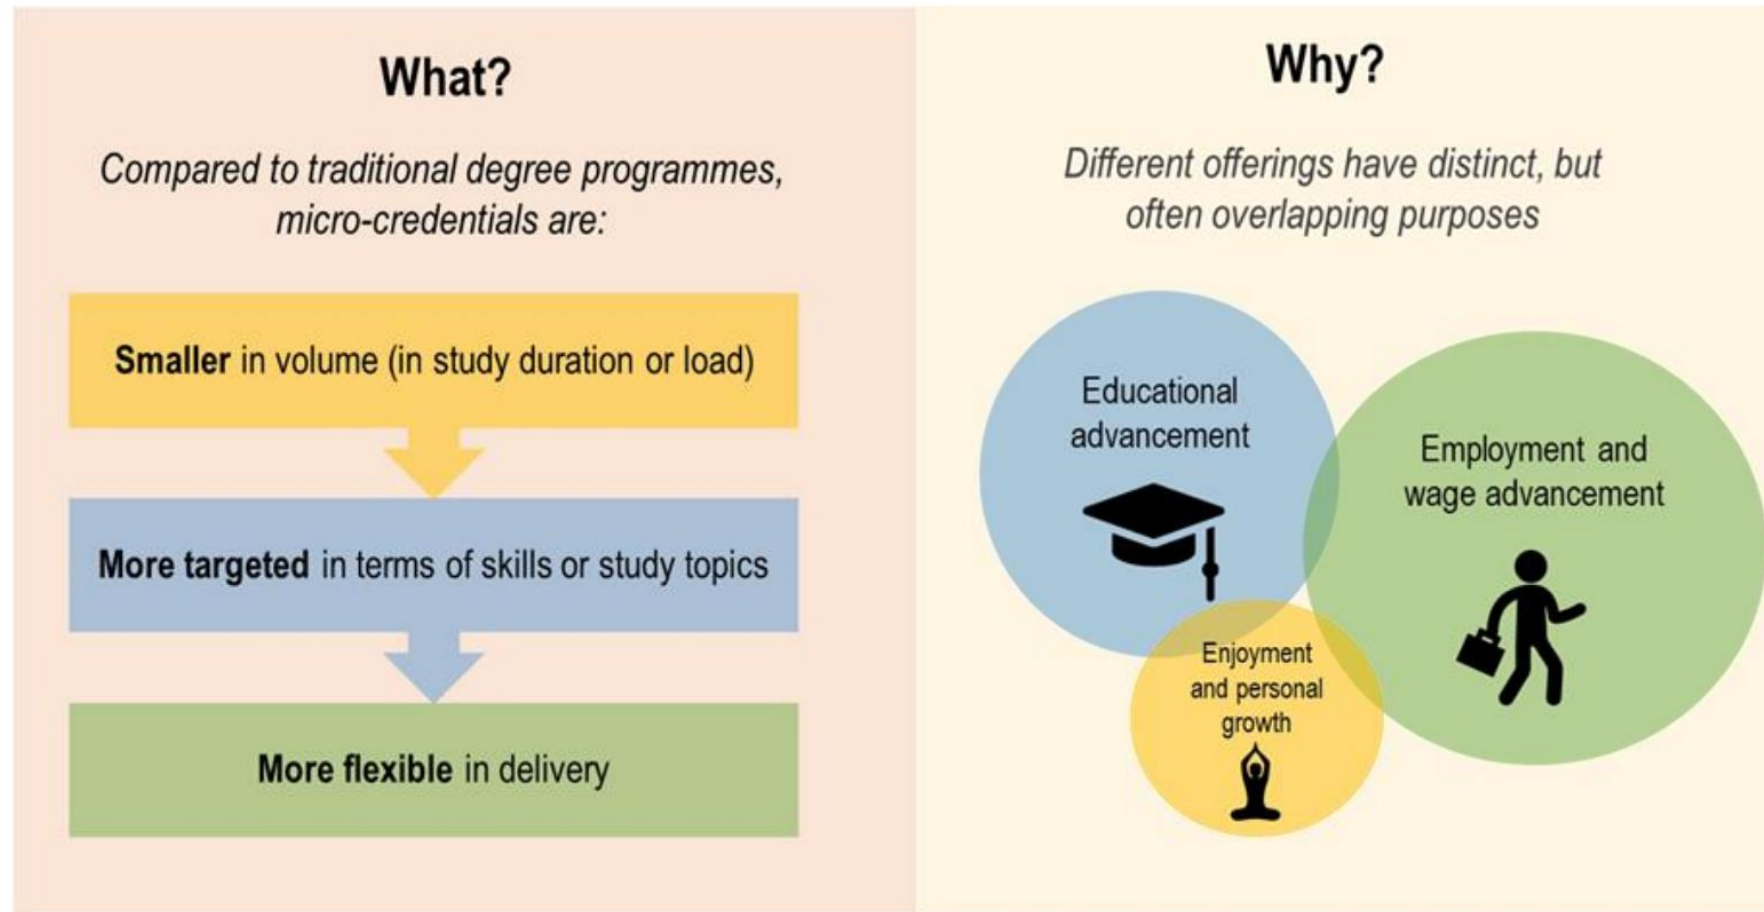 What?
Compared to traditional degree programmes,
micro-credentials are:
Smaller in volume (in study duration or load)
More targeted in terms of skills or study topics
More flexible in delivery
Why?
Different offerings have distinct, but
often overlapping purposes
Educational
advancement
Employment and
wage advancement
Enjoyment
and personal
growth